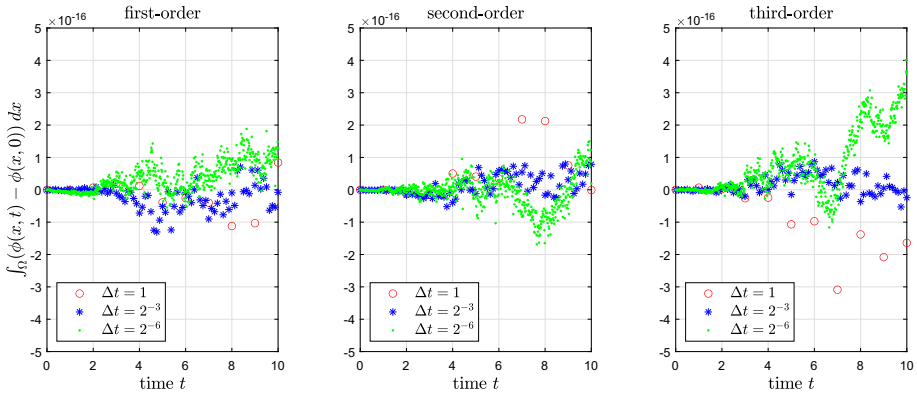 first-order
×10⁻¹⁶
5
4
3
2
1
0
-1
-2
-3
-4
-5
0 2 4 6 8 10
time t
∫_Ω(ϕ(x, t) − ϕ(x, 0)) dx
Δt = 1
Δt = 2⁻³
Δt = 2⁻⁶
second-order
×10⁻¹⁶
5
4
3
2
1
0
-1
-2
-3
-4
-5
0 2 4 6 8 10
time t
Δt = 1
Δt = 2⁻³
Δt = 2⁻⁶
third-order
×10⁻¹⁶
5
4
3
2
1
0
-1
-2
-3
-4
-5
0 2 4 6 8 10
time t
Δt = 1
Δt = 2⁻³
Δt = 2⁻⁶